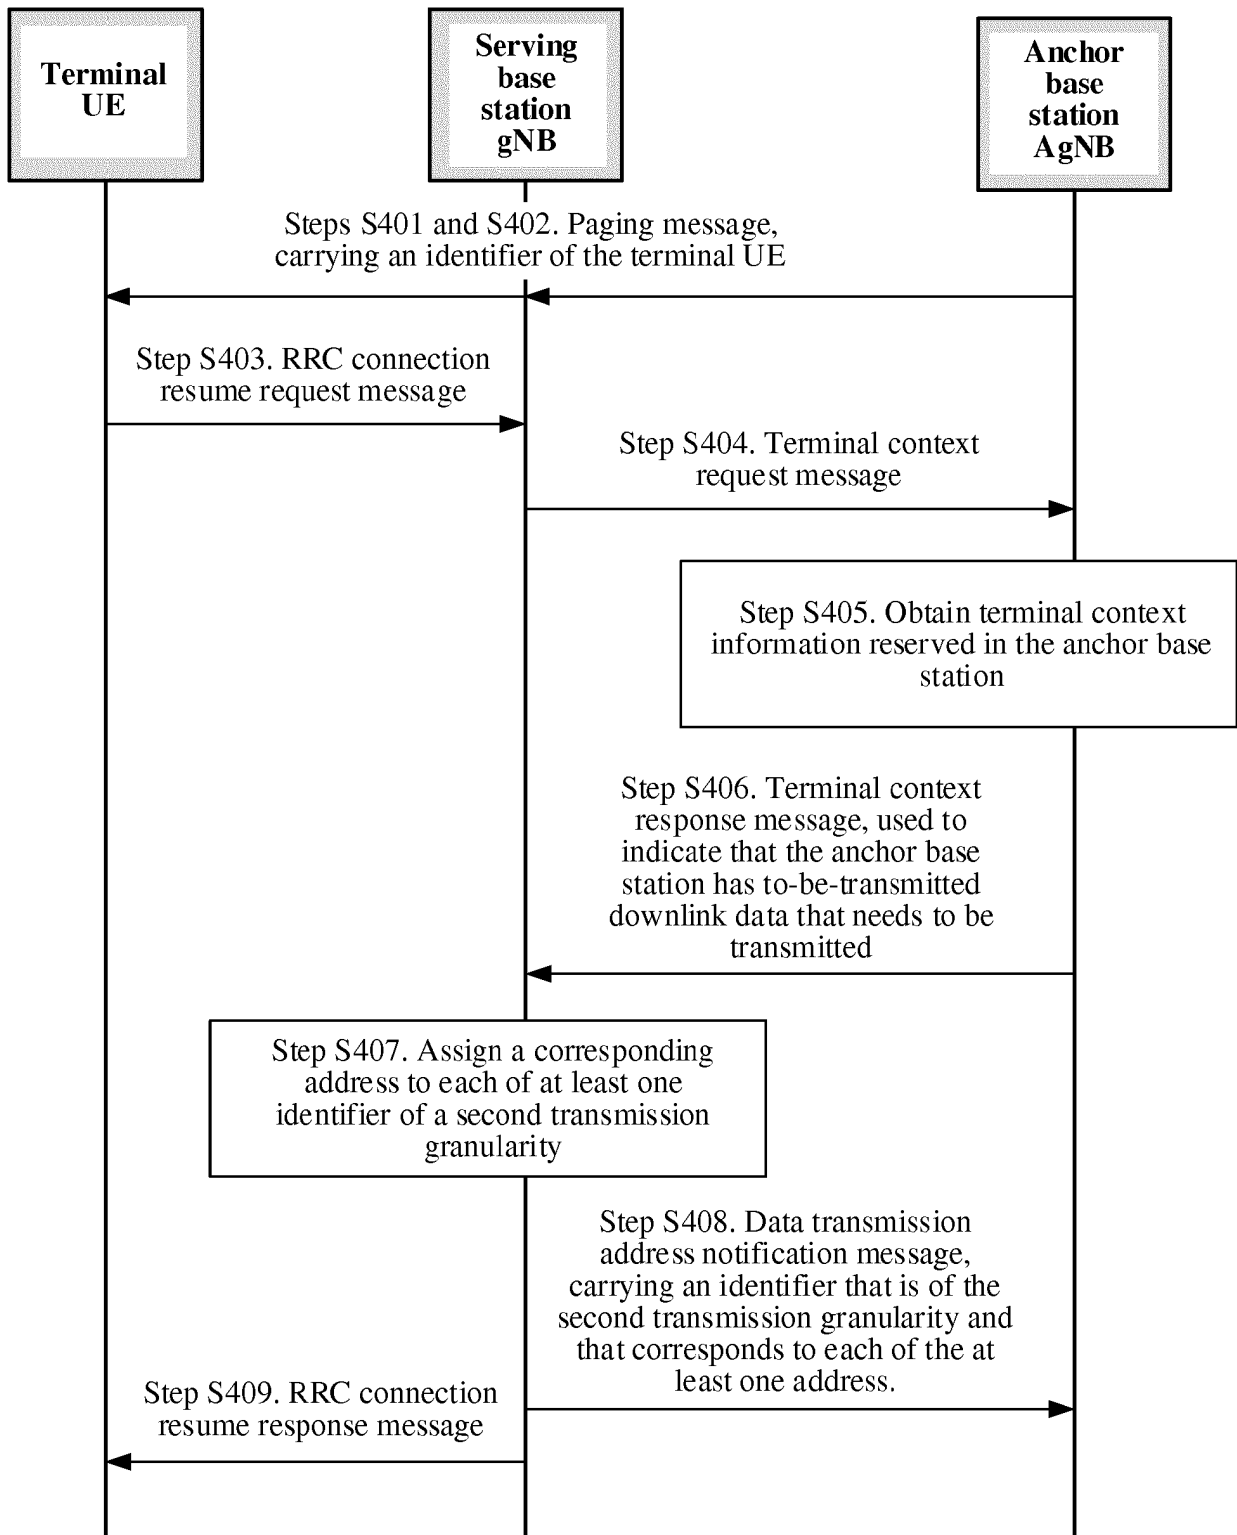 Terminal
UE
Serving
base
station
gNB
Anchor
base
station
AgNB
Steps S401 and S402. Paging message,
carrying an identifier of the terminal UE
Step S403. RRC connection
resume request message
Step S404. Terminal context
request message
Step S405. Obtain terminal context
information reserved in the anchor base
station
Step S406. Terminal context
response message, used to
indicate that the anchor base
station has to-be-transmitted
downlink data that needs to be
transmitted
Step S407. Assign a corresponding
address to each of at least one
identifier of a second transmission
granularity
Step S408. Data transmission
address notification message,
carrying an identifier that is of the
second transmission granularity and
that corresponds to each of the at
least one address.
Step S409. RRC connection
resume response message